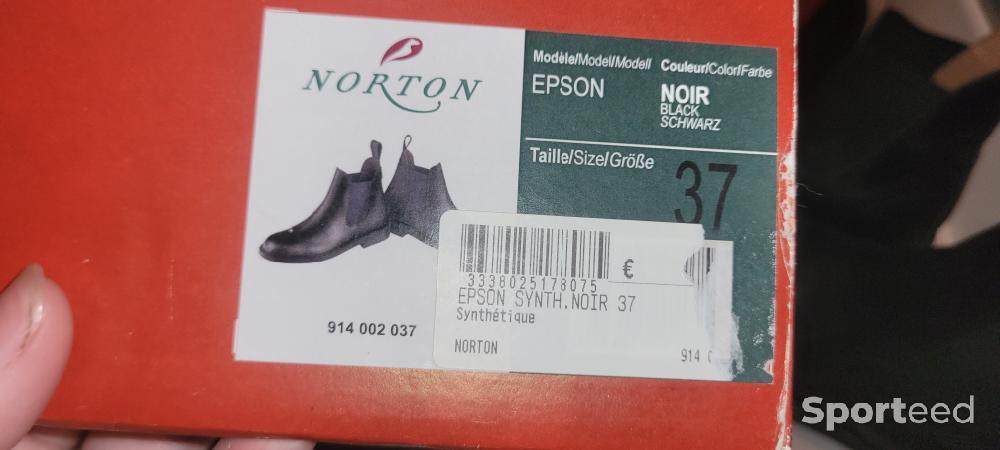 NORTON
Modèle/Model/Modell
EPSON
Couleur/Color/Farbe
NOIR
BLACK
SCHWARZ
Taille/Size/Größe
37
€
3338025178075
EPSON SYNTH.NOIR 37
Synthétique
NORTON
914
914 002 037
Sporteed